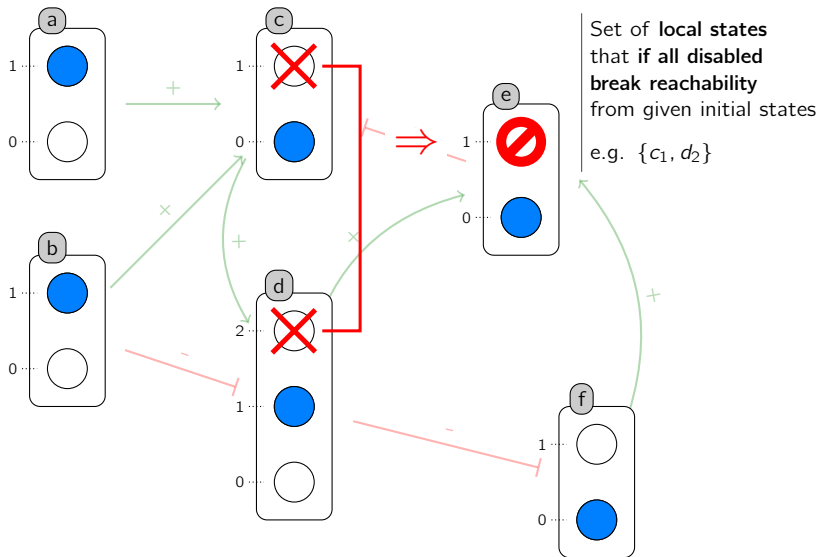 a
1
0
b
1
0
c
1
0
d
2
1
0
e
1
0
f
1
0
+
×
+
×
+
-
-
⇒
Set of local states
that if all disabled
break reachability
from given initial states
e.g. {c₁, d₂}